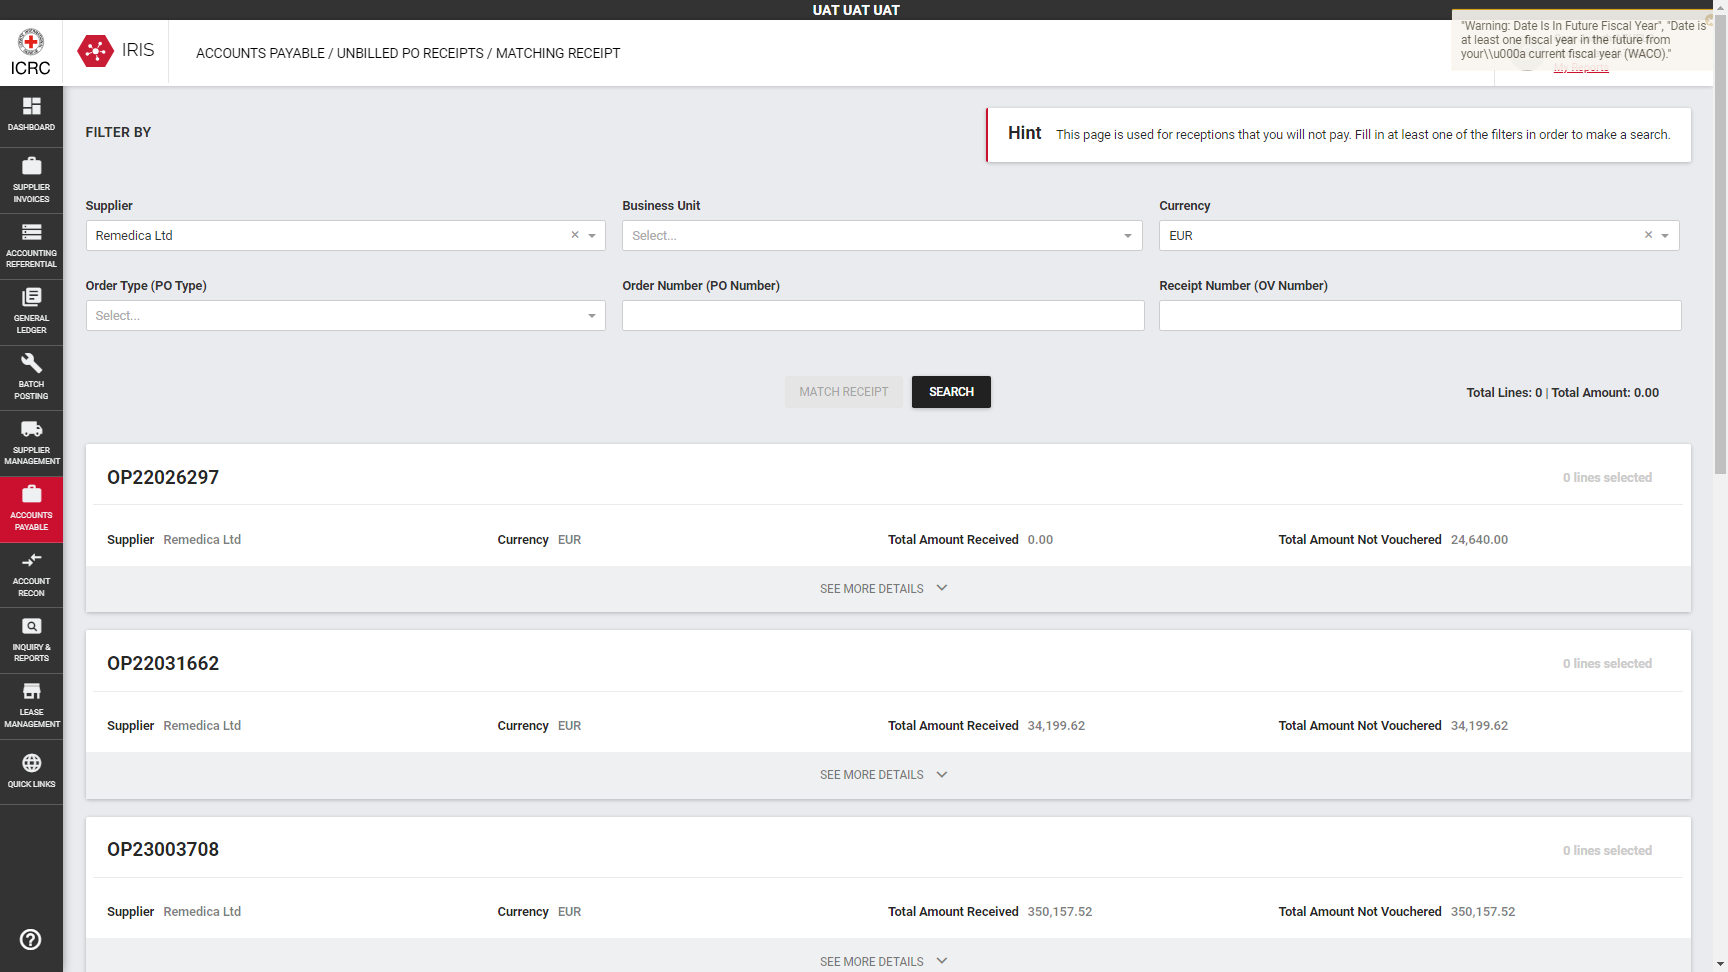 UAT UAT UAT
ICRC
IRIS
ACCOUNTS PAYABLE / UNBILLED PO RECEIPTS / MATCHING RECEIPT
"Warning: Date Is In Future Fiscal Year", "Date is
at least one fiscal year in the future from
your\\u000a current fiscal year (WACO)."
My Reports
DASHBOARD
SUPPLIER
INVOICES
ACCOUNTING
REFERENTIAL
GENERAL
LEDGER
BATCH
POSTING
SUPPLIER
MANAGEMENT
ACCOUNTS
PAYABLE
ACCOUNT
RECON
INQUIRY &
REPORTS
LEASE
MANAGEMENT
QUICK LINKS
FILTER BY
Hint This page is used for receptions that you will not pay. Fill in at least one of the filters in order to make a search.
Supplier Business Unit Currency
Remedica Ltd Select... EUR
Order Type (PO Type) Order Number (PO Number) Receipt Number (OV Number)
Select...
MATCH RECEIPT SEARCH Total Lines: 0 | Total Amount: 0.00
OP22026297 0 lines selected
Supplier Remedica Ltd Currency EUR Total Amount Received 0.00 Total Amount Not Vouchered 24,640.00
SEE MORE DETAILS
OP22031662 0 lines selected
Supplier Remedica Ltd Currency EUR Total Amount Received 34,199.62 Total Amount Not Vouchered 34,199.62
SEE MORE DETAILS
OP23003708 0 lines selected
Supplier Remedica Ltd Currency EUR Total Amount Received 350,157.52 Total Amount Not Vouchered 350,157.52
SEE MORE DETAILS